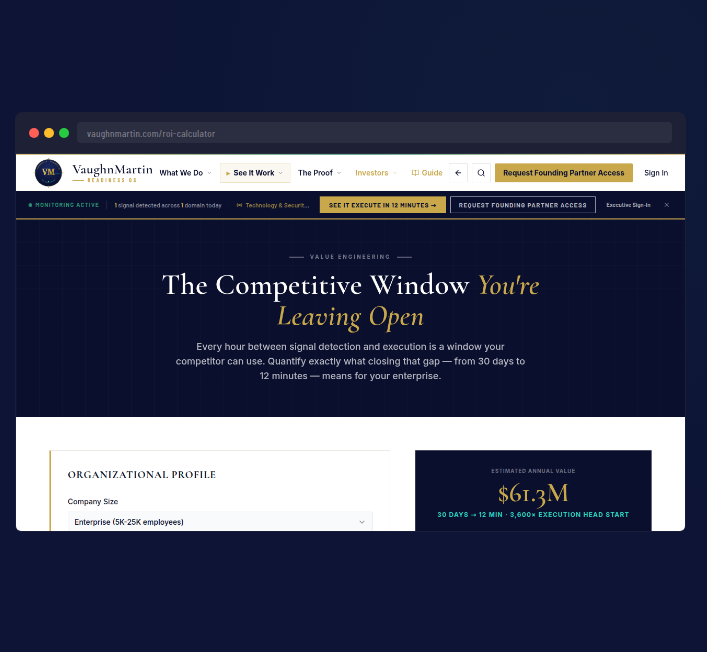 vaughnmartin.com/roi-calculator
VM
VaughnMartin
READINESS OS
What We Do
See It Work
The Proof
Investors
Guide
Request Founding Partner Access
Sign In
MONITORING ACTIVE
1 signal detected across 1 domain today
Technology & Securit...
SEE IT EXECUTE IN 12 MINUTES →
REQUEST FOUNDING PARTNER ACCESS
Executive Sign-In
×
VALUE ENGINEERING
The Competitive Window You're
Leaving Open
Every hour between signal detection and execution is a window your
competitor can use. Quantify exactly what closing that gap — from 30 days to
12 minutes — means for your enterprise.
ORGANIZATIONAL PROFILE
Company Size
Enterprise (5K-25K employees)
ESTIMATED ANNUAL VALUE
$61.3M
30 DAYS → 12 MIN · 3,600× EXECUTION HEAD START